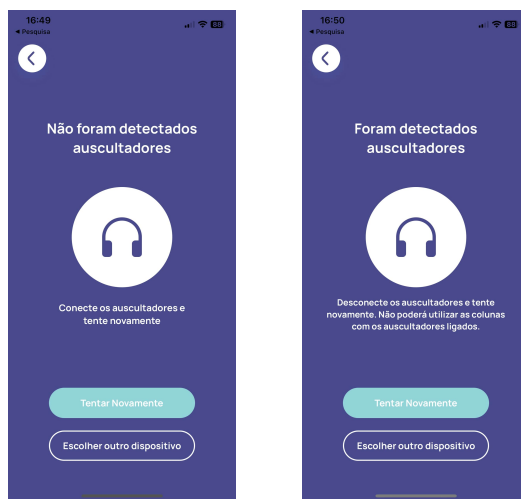 16:49
◀ Pesquisa
Não foram detectados
auscultadores
Conecte os auscultadores e
tente novamente
Tentar Novamente
Escolher outro dispositivo
16:50
◀ Pesquisa
Foram detectados
auscultadores
Desconecte os auscultadores e tente
novamente. Não poderá utilizar as colunas
com os auscultadores ligados.
Tentar Novamente
Escolher outro dispositivo